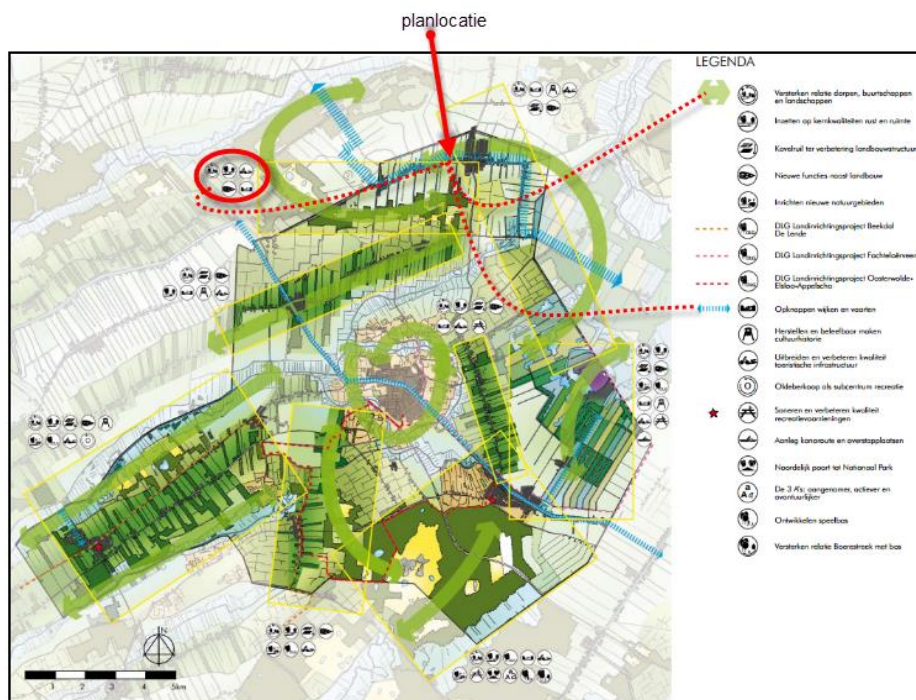 planlocatie
LEGENDA
Versterken relatie dorpen, buurtschappen
en landschappen
Inzetten op kernkwaliteiten rust en ruimte
Kavelruil ter verbetering landbouwstructuur
Nieuwe functies naast landbouw
Inrichten nieuwe natuurgebieden
DLG Landinrichtingsproject Beekdal
De Lende
DLG Landinrichtingsproject Fochteloërveen
DLG Landinrichtingsproject Oosterwolde-
Elsloo-Appelscha
Opknappen wijken en vaarten
Herstellen en beleefbaar maken
cultuurhistorie
Uitbreiden en verbeteren kwaliteit
toeristische infrastructuur
Oldeberkoop als subcentrum recreatie
Saneren en verbeteren kwaliteit
recreatievoorzieningen
Aanleg kanoroute en overstapplaatsen
Noordelijk poort tot Nationaal Park
De 3 A's: aangenamer, actiever en
avontuurlijker
Ontwikkelen speelbos
Versterken relatie Boerestreek met bos
N
1 2 3 4 5km